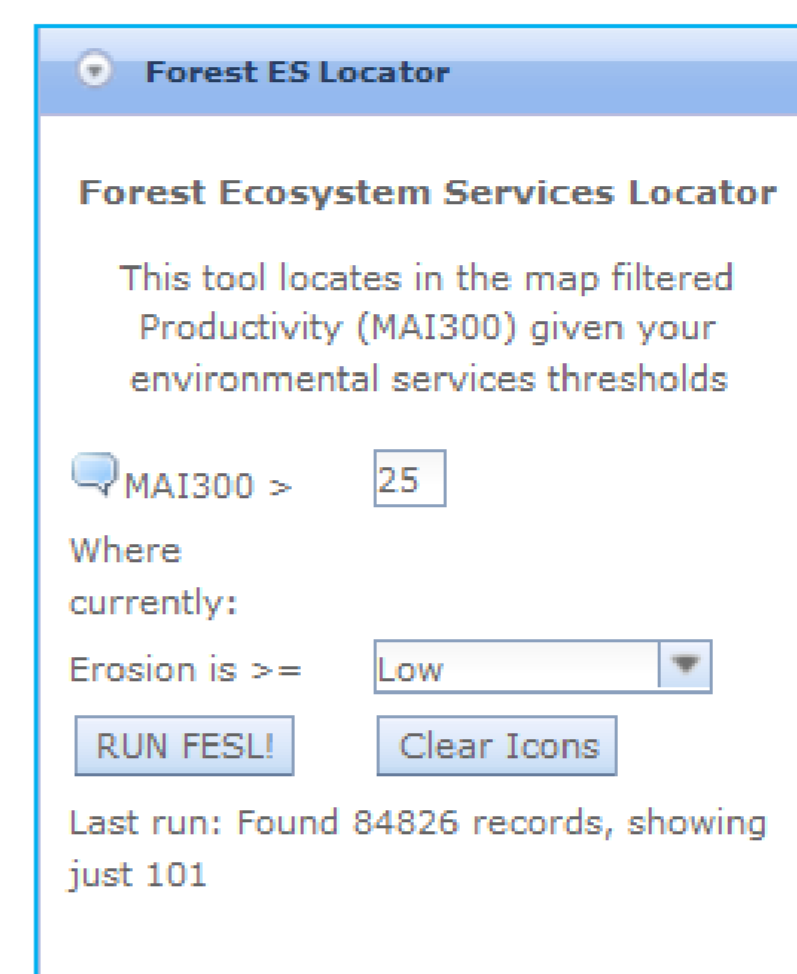 Forest ES Locator
Forest Ecosystem Services Locator
This tool locates in the map filtered
Productivity (MAI300) given your
environmental services thresholds
MAI300 > 25
Where
currently:
Erosion is >= Low
RUN FESL! Clear Icons
Last run: Found 84826 records, showing
just 101